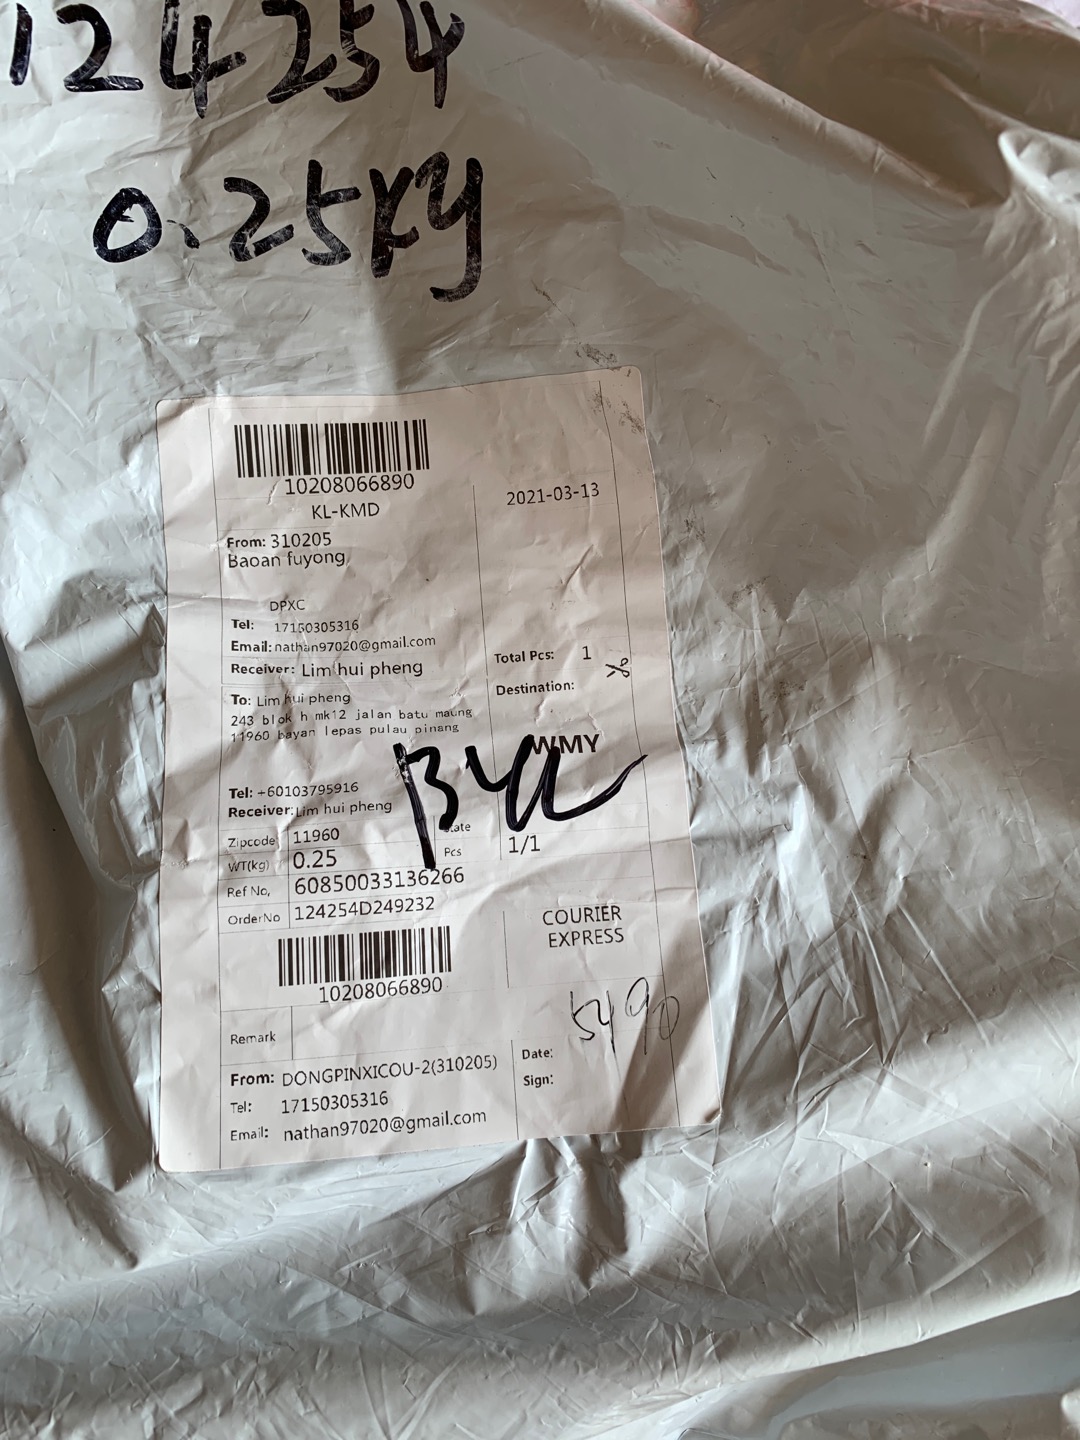 124254
0.25Kg
10208066890
KL-KMD
2021-03-13
From: 310205
Baoan fuyong,
DPXC
Tel: 17150305316
Email: nathan97020@gmail.com
Receiver: Lim hui pheng
Total Pcs: 1
To: Lim hui pheng
Destination:
243 blok h mk12 jalan batu maung
11960 bayan lepas pulau pinang
WMY
Tel: +60103795916
Receiver: Lim hui pheng
Zipcode 11960
WT(kg) 0.25 Pcs 1/1
Ref No, 60850033136266
OrderNo 124254D249232
COURIER
EXPRESS
10208066890
5490
Remark
Date:
From: DONGPINXICOU-2(310205)
Sign:
Tel: 17150305316
Email: nathan97020@gmail.com